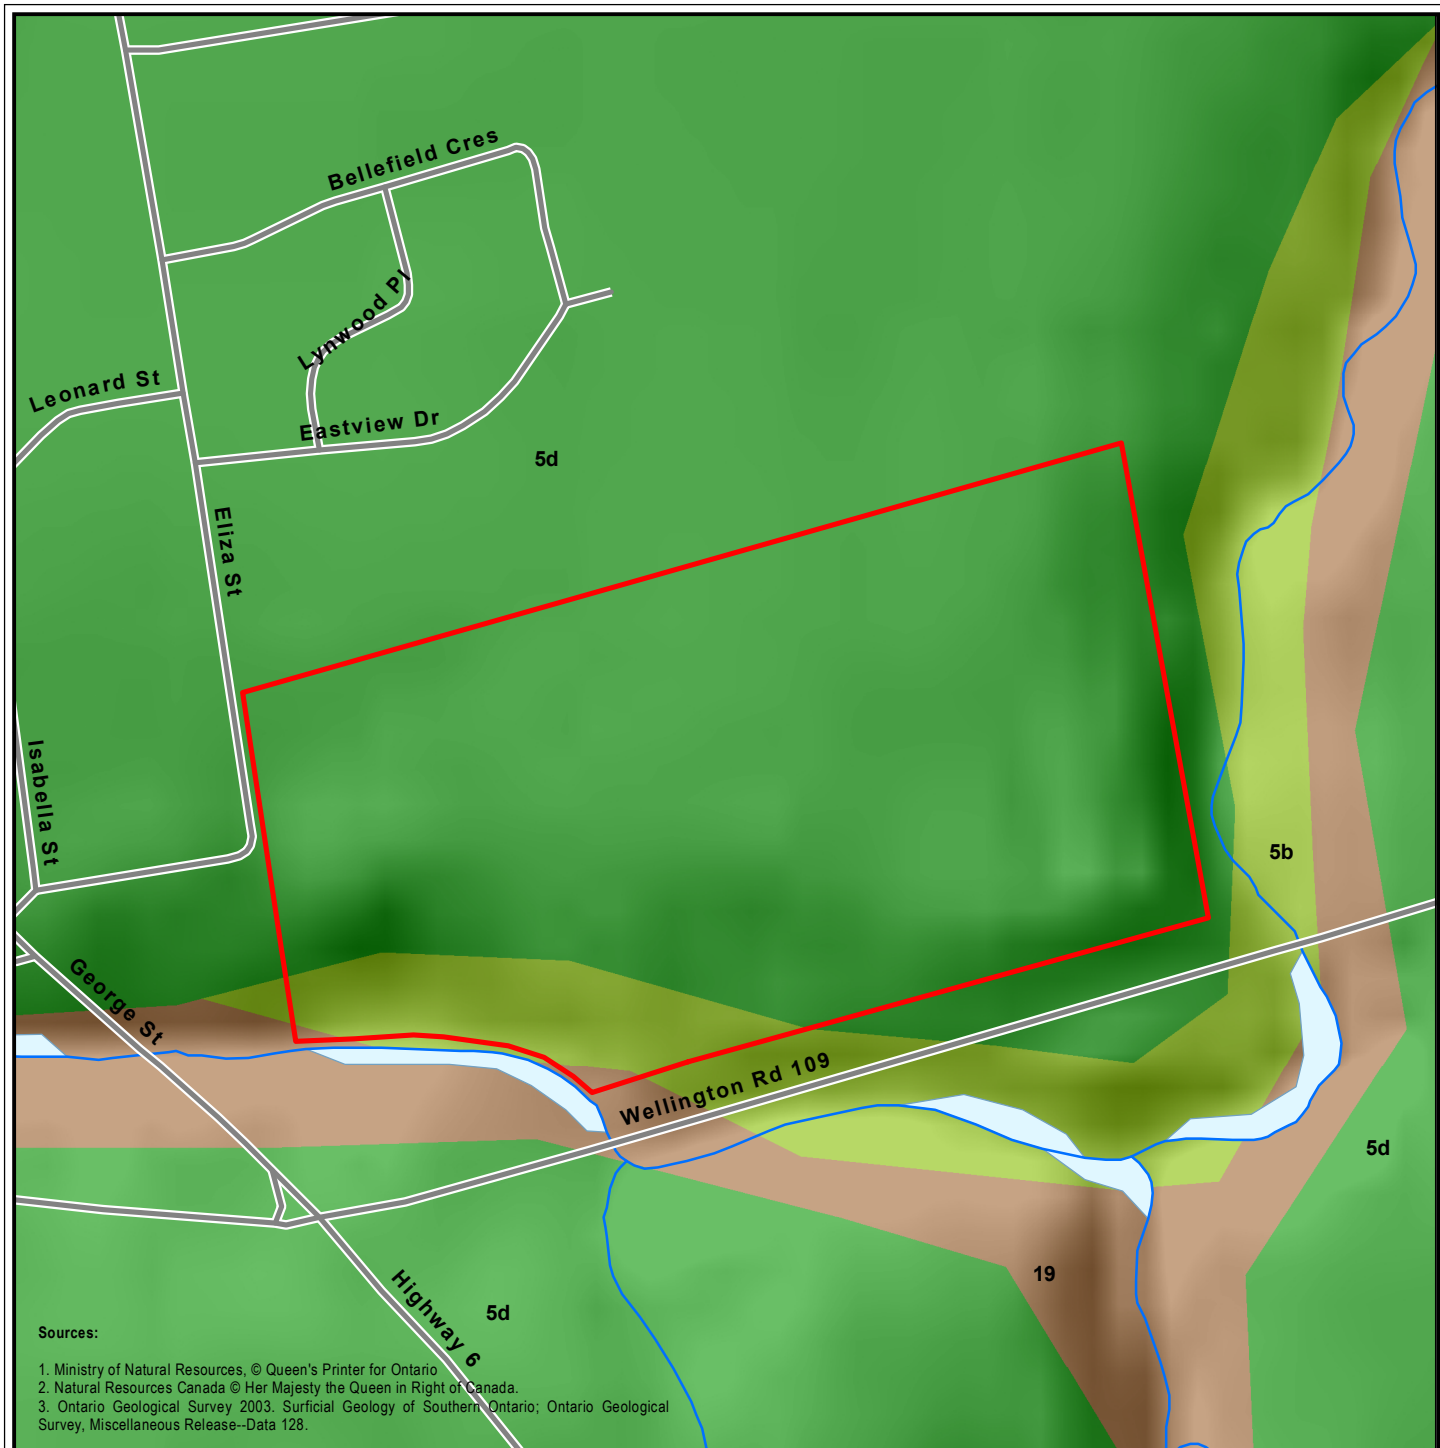 Bellefield Cres
Lynwood Pl
Leonard St
Eastview Dr
5d
Eliza St
Isabella St
5b
George St
Wellington Rd 109
5d
19
Highway 6
5d
Sources:
1. Ministry of Natural Resources, © Queen's Printer for Ontario
2. Natural Resources Canada © Her Majesty the Queen in Right of Canada.
3. Ontario Geological Survey 2003. Surficial Geology of Southern Ontario; Ontario Geological
Survey, Miscellaneous Release--Data 128.